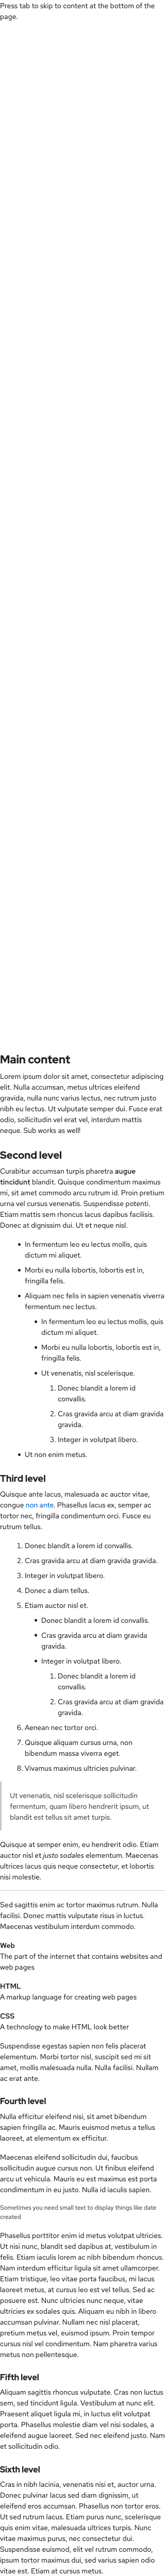 Press tab to skip to content at the bottom of the
page.
Main content
Lorem ipsum dolor sit amet, consectetur adipiscing
elit. Nulla accumsan, metus ultrices eleifend
gravida, nulla nunc varius lectus, nec rutrum justo
nibh eu lectus. Ut vulputate semper dui. Fusce erat
odio, sollicitudin vel erat vel, interdum mattis
neque. Sub works as well!
Second level
Curabitur accumsan turpis pharetra augue
tincidunt blandit. Quisque condimentum maximus
mi, sit amet commodo arcu rutrum id. Proin pretium
urna vel cursus venenatis. Suspendisse potenti.
Etiam mattis sem rhoncus lacus dapibus facilisis.
Donec at dignissim dui. Ut et neque nisl.
• In fermentum leo eu lectus mollis, quis
dictum mi aliquet.
• Morbi eu nulla lobortis, lobortis est in,
fringilla felis.
• Aliquam nec felis in sapien venenatis viverra
fermentum nec lectus.
• In fermentum leo eu lectus mollis, quis
dictum mi aliquet.
• Morbi eu nulla lobortis, lobortis est in,
fringilla felis.
• Ut venenatis, nisl scelerisque.
1. Donec blandit a lorem id
convallis.
2. Cras gravida arcu at diam gravida
gravida.
3. Integer in volutpat libero.
• Ut non enim metus.
Third level
Quisque ante lacus, malesuada ac auctor vitae,
congue non ante. Phasellus lacus ex, semper ac
tortor nec, fringilla condimentum orci. Fusce eu
rutrum tellus.
1. Donec blandit a lorem id convallis.
2. Cras gravida arcu at diam gravida gravida.
3. Integer in volutpat libero.
4. Donec a diam tellus.
5. Etiam auctor nisl et.
• Donec blandit a lorem id convallis.
• Cras gravida arcu at diam gravida
gravida.
• Integer in volutpat libero.
1. Donec blandit a lorem id
convallis.
2. Cras gravida arcu at diam gravida
gravida.
6. Aenean nec tortor orci.
7. Quisque aliquam cursus urna, non
bibendum massa viverra eget.
8. Vivamus maximus ultricies pulvinar.
Ut venenatis, nisl scelerisque sollicitudin
fermentum, quam libero hendrerit ipsum, ut
blandit est tellus sit amet turpis.
Quisque at semper enim, eu hendrerit odio. Etiam
auctor nisl et justo sodales elementum. Maecenas
ultrices lacus quis neque consectetur, et lobortis
nisi molestie.
Sed sagittis enim ac tortor maximus rutrum. Nulla
facilisi. Donec mattis vulputate risus in luctus.
Maecenas vestibulum interdum commodo.
Web
The part of the internet that contains websites and
web pages
HTML
A markup language for creating web pages
CSS
A technology to make HTML look better
Suspendisse egestas sapien non felis placerat
elementum. Morbi tortor nisl, suscipit sed mi sit
amet, mollis malesuada nulla. Nulla facilisi. Nullam
ac erat ante.
Fourth level
Nulla efficitur eleifend nisi, sit amet bibendum
sapien fringilla ac. Mauris euismod metus a tellus
laoreet, at elementum ex efficitur.
Maecenas eleifend sollicitudin dui, faucibus
sollicitudin augue cursus non. Ut finibus eleifend
arcu ut vehicula. Mauris eu est maximus est porta
condimentum in eu justo. Nulla id iaculis sapien.
Sometimes you need small text to display things like date
created
Phasellus porttitor enim id metus volutpat ultricies.
Ut nisi nunc, blandit sed dapibus at, vestibulum in
felis. Etiam iaculis lorem ac nibh bibendum rhoncus.
Nam interdum efficitur ligula sit amet ullamcorper.
Etiam tristique, leo vitae porta faucibus, mi lacus
laoreet metus, at cursus leo est vel tellus. Sed ac
posuere est. Nunc ultricies nunc neque, vitae
ultricies ex sodales quis. Aliquam eu nibh in libero
accumsan pulvinar. Nullam nec nisl placerat,
pretium metus vel, euismod ipsum. Proin tempor
cursus nisl vel condimentum. Nam pharetra varius
metus non pellentesque.
Fifth level
Aliquam sagittis rhoncus vulputate. Cras non luctus
sem, sed tincidunt ligula. Vestibulum at nunc elit.
Praesent aliquet ligula mi, in luctus elit volutpat
porta. Phasellus molestie diam vel nisi sodales, a
eleifend augue laoreet. Sed nec eleifend justo. Nam
et sollicitudin odio.
Sixth level
Cras in nibh lacinia, venenatis nisi et, auctor urna.
Donec pulvinar lacus sed diam dignissim, ut
eleifend eros accumsan. Phasellus non tortor eros.
Ut sed rutrum lacus. Etiam purus nunc, scelerisque
quis enim vitae, malesuada ultrices turpis. Nunc
vitae maximus purus, nec consectetur dui.
Suspendisse euismod, elit vel rutrum commodo,
ipsum tortor maximus dui, sed varius sapien odio
vitae est. Etiam at cursus metus.